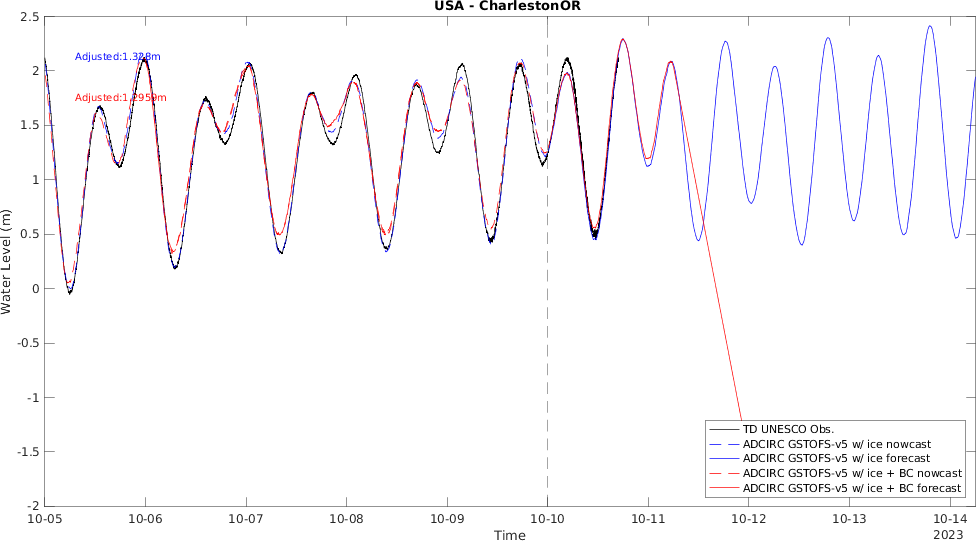 USA - CharlestonOR
Adjusted:1.328m
Adjusted:1.2959m
Water Level (m)
2.5
2
1.5
1
0.5
0
-0.5
-1
-1.5
-2
TD UNESCO Obs.
ADCIRC GSTOFS-v5 w/ ice nowcast
ADCIRC GSTOFS-v5 w/ ice forecast
ADCIRC GSTOFS-v5 w/ ice + BC nowcast
ADCIRC GSTOFS-v5 w/ ice + BC forecast
10-05 10-06 10-07 10-08 10-09 10-10 10-11 10-12 10-13 10-14
Time
2023